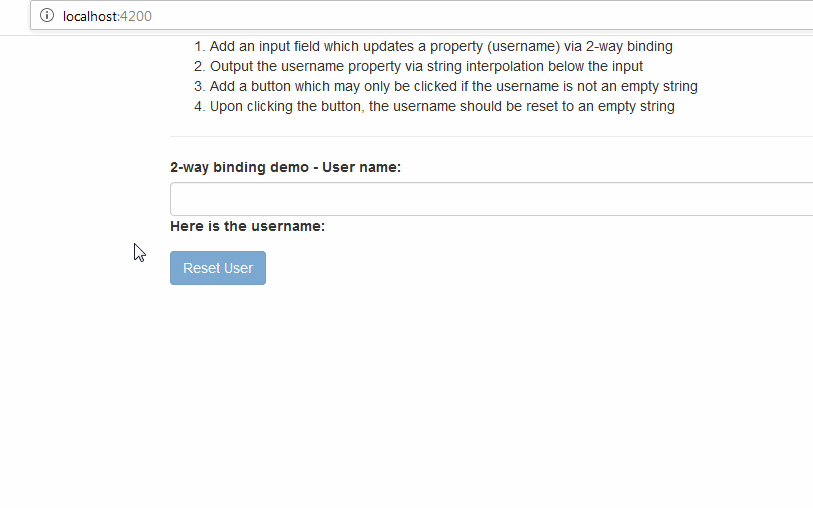 localhost:4200
1. Add an input field which updates a property (username) via 2-way binding
2. Output the username property via string interpolation below the input
3. Add a button which may only be clicked if the username is not an empty string
4. Upon clicking the button, the username should be reset to an empty string
2-way binding demo - User name:
Here is the username:
Reset User